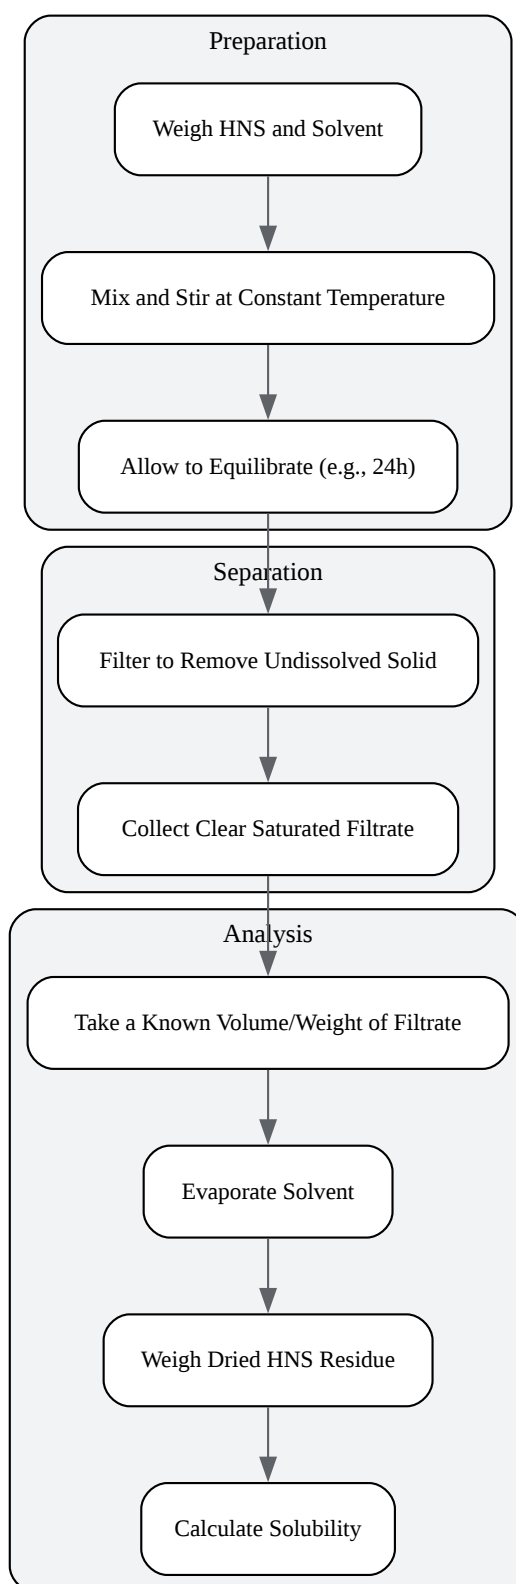 Preparation
Weigh HNS and Solvent
Mix and Stir at Constant Temperature
Allow to Equilibrate (e.g., 24h)
Separation
Filter to Remove Undissolved Solid
Collect Clear Saturated Filtrate
Analysis
Take a Known Volume/Weight of Filtrate
Evaporate Solvent
Weigh Dried HNS Residue
Calculate Solubility